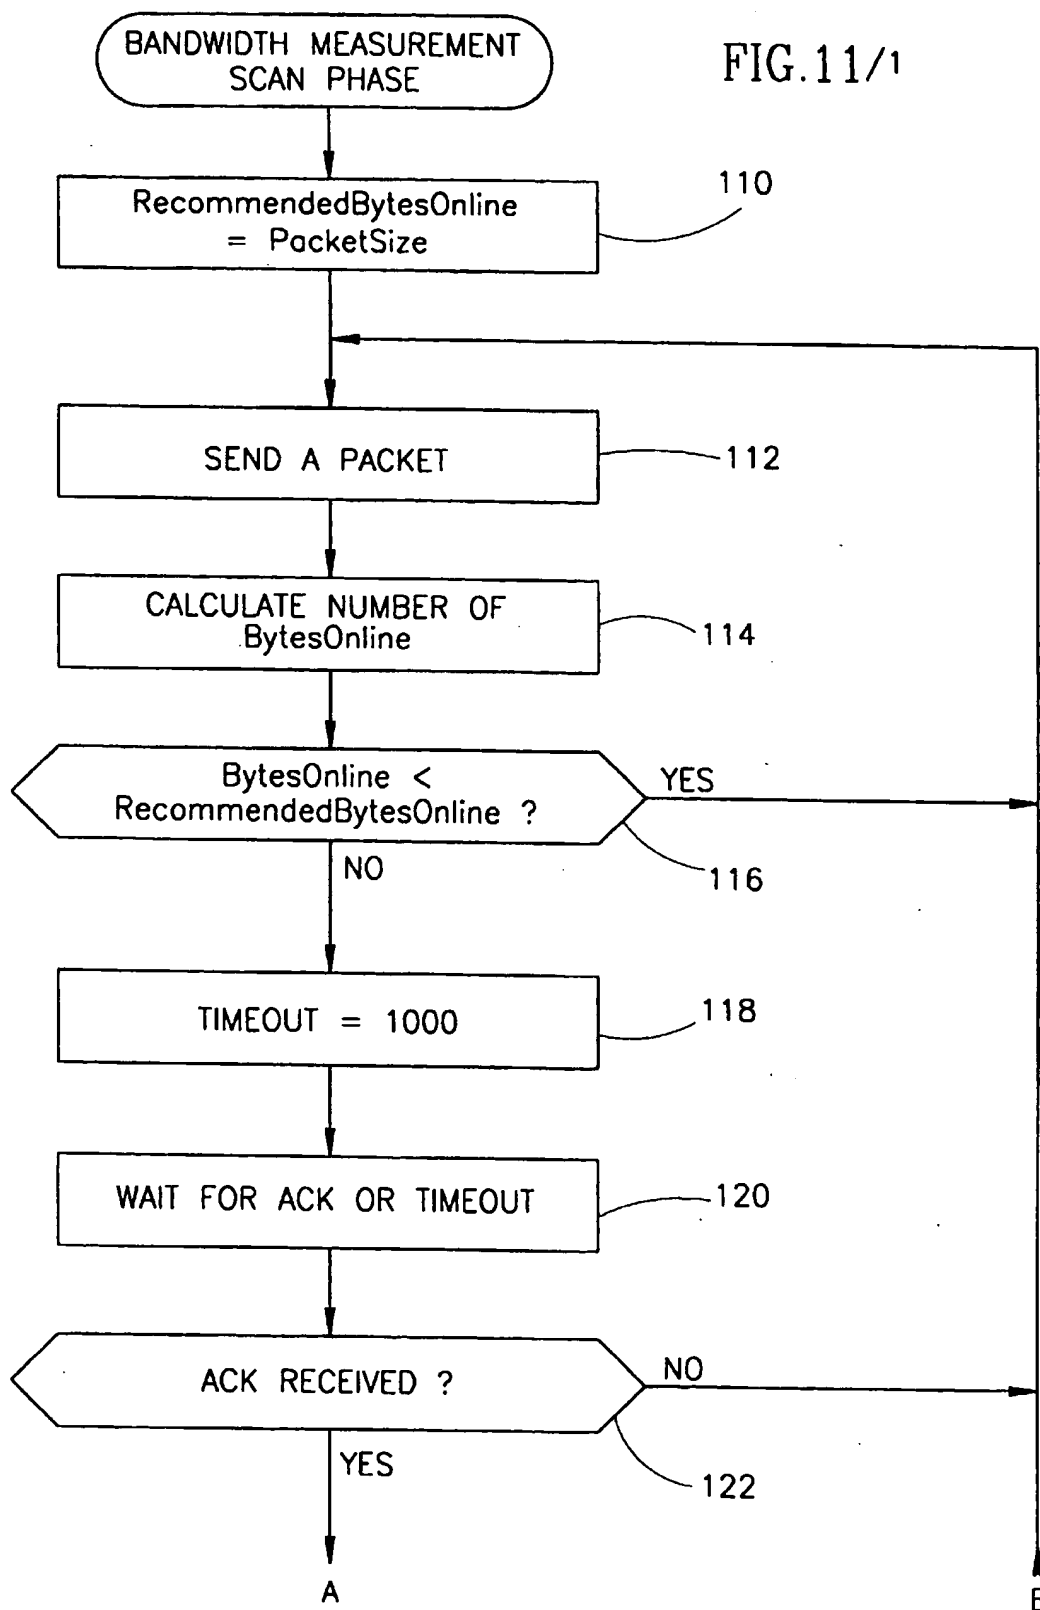 BANDWIDTH MEASUREMENT
SCAN PHASE
FIG.11/1
RecommendedBytesOnline
= PacketSize
110
SEND A PACKET
112
CALCULATE NUMBER OF
BytesOnline
114
BytesOnline <
RecommendedBytesOnline ?
YES
116
NO
TIMEOUT = 1000
118
WAIT FOR ACK OR TIMEOUT
120
ACK RECEIVED ?
NO
122
YES
A